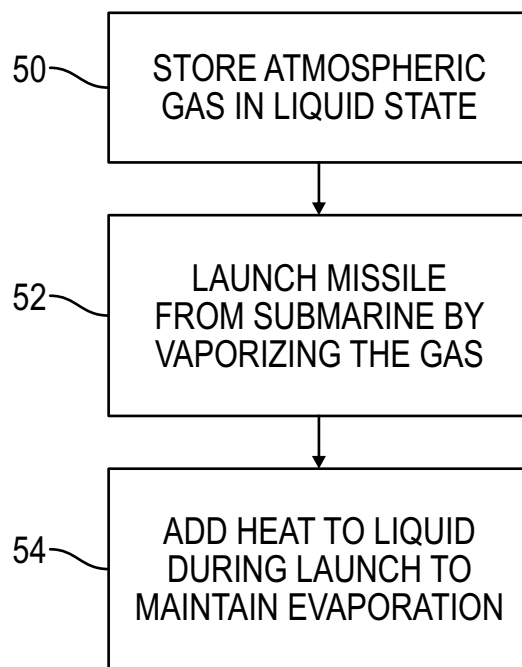 50
STORE ATMOSPHERIC
GAS IN LIQUID STATE
52
LAUNCH MISSILE
FROM SUBMARINE BY
VAPORIZING THE GAS
54
ADD HEAT TO LIQUID
DURING LAUNCH TO
MAINTAIN EVAPORATION